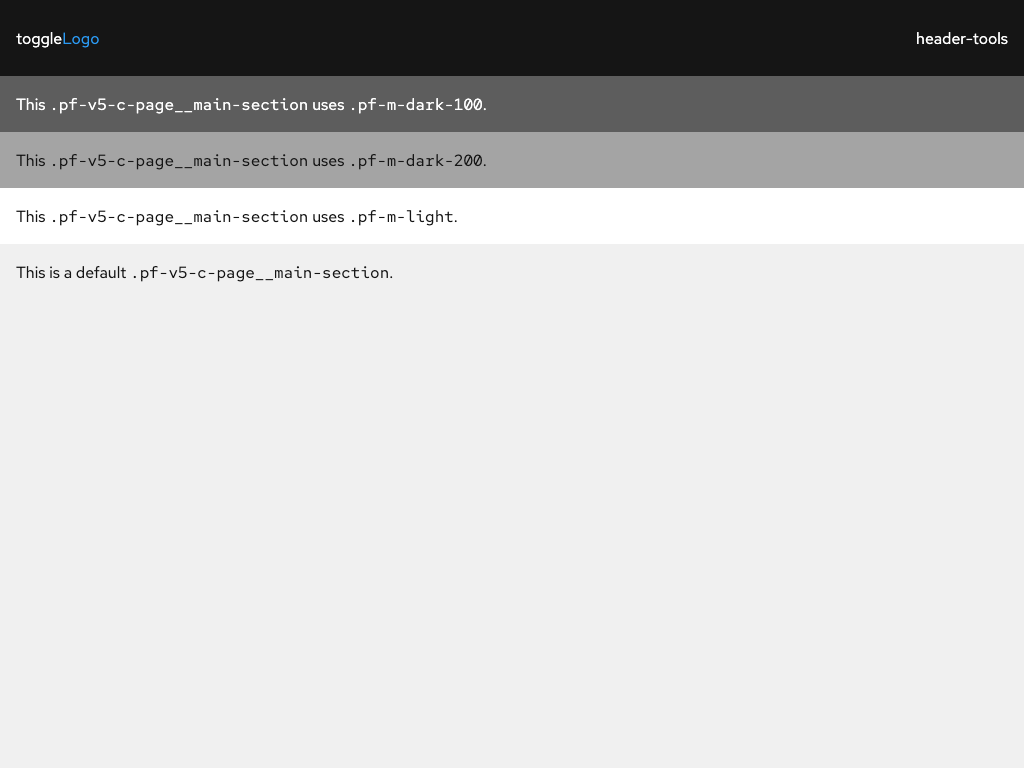 toggleLogo header-tools
This .pf-v5-c-page__main-section uses .pf-m-dark-100.
This .pf-v5-c-page__main-section uses .pf-m-dark-200.
This .pf-v5-c-page__main-section uses .pf-m-light.
This is a default .pf-v5-c-page__main-section.